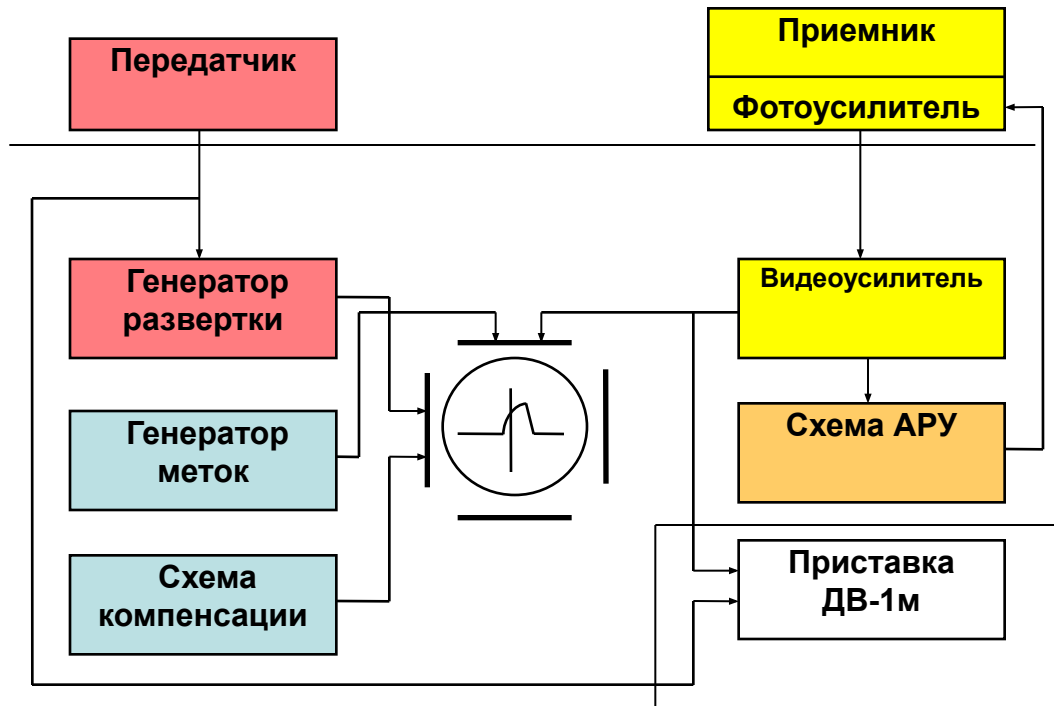 Передатчик
Приемник
Фотоусилитель
Генератор
развертки
Видеоусилитель
Генератор
меток
Схема АРУ
Схема
компенсации
Приставка
ДВ-1м